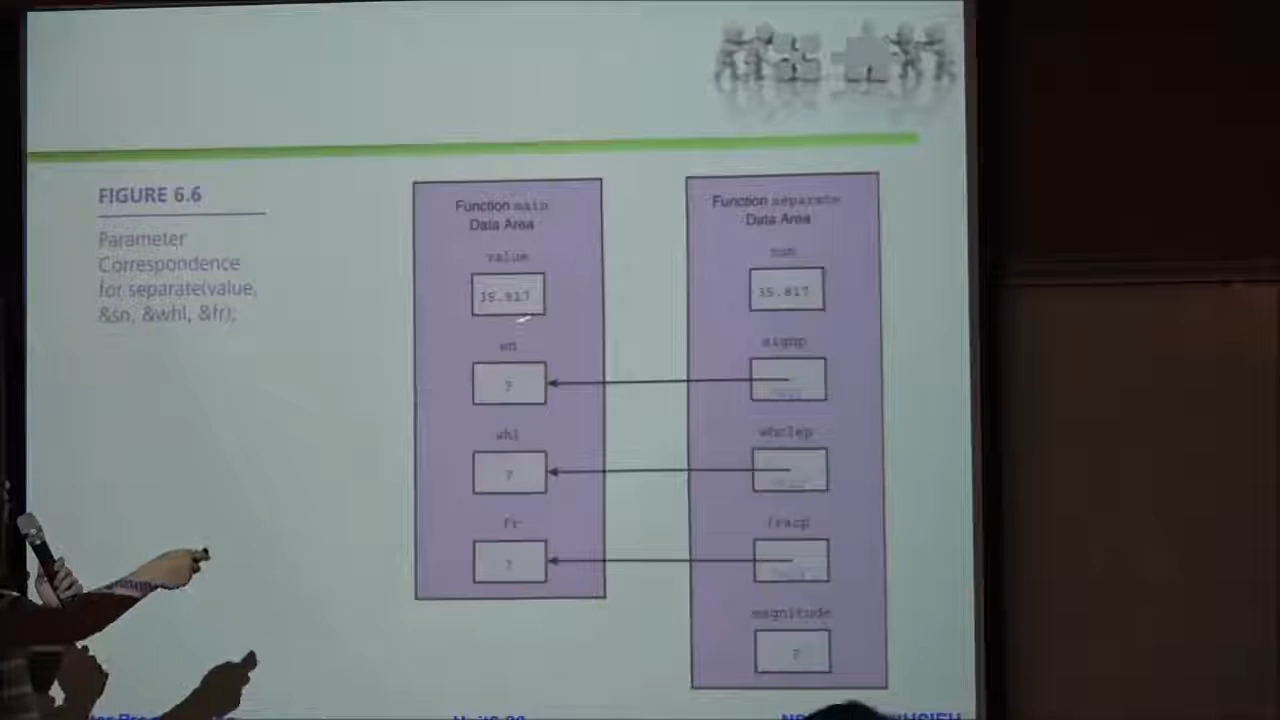 FIGURE 6.6
Parameter
Correspondence
for separate(value,
&sn, &whl, &fr);
Function main
Data Area
value
35.817
sn
?
whl
?
fr
?
Function separate
Data Area
num
35.817
signp
wholep
fracp
magnitude
?